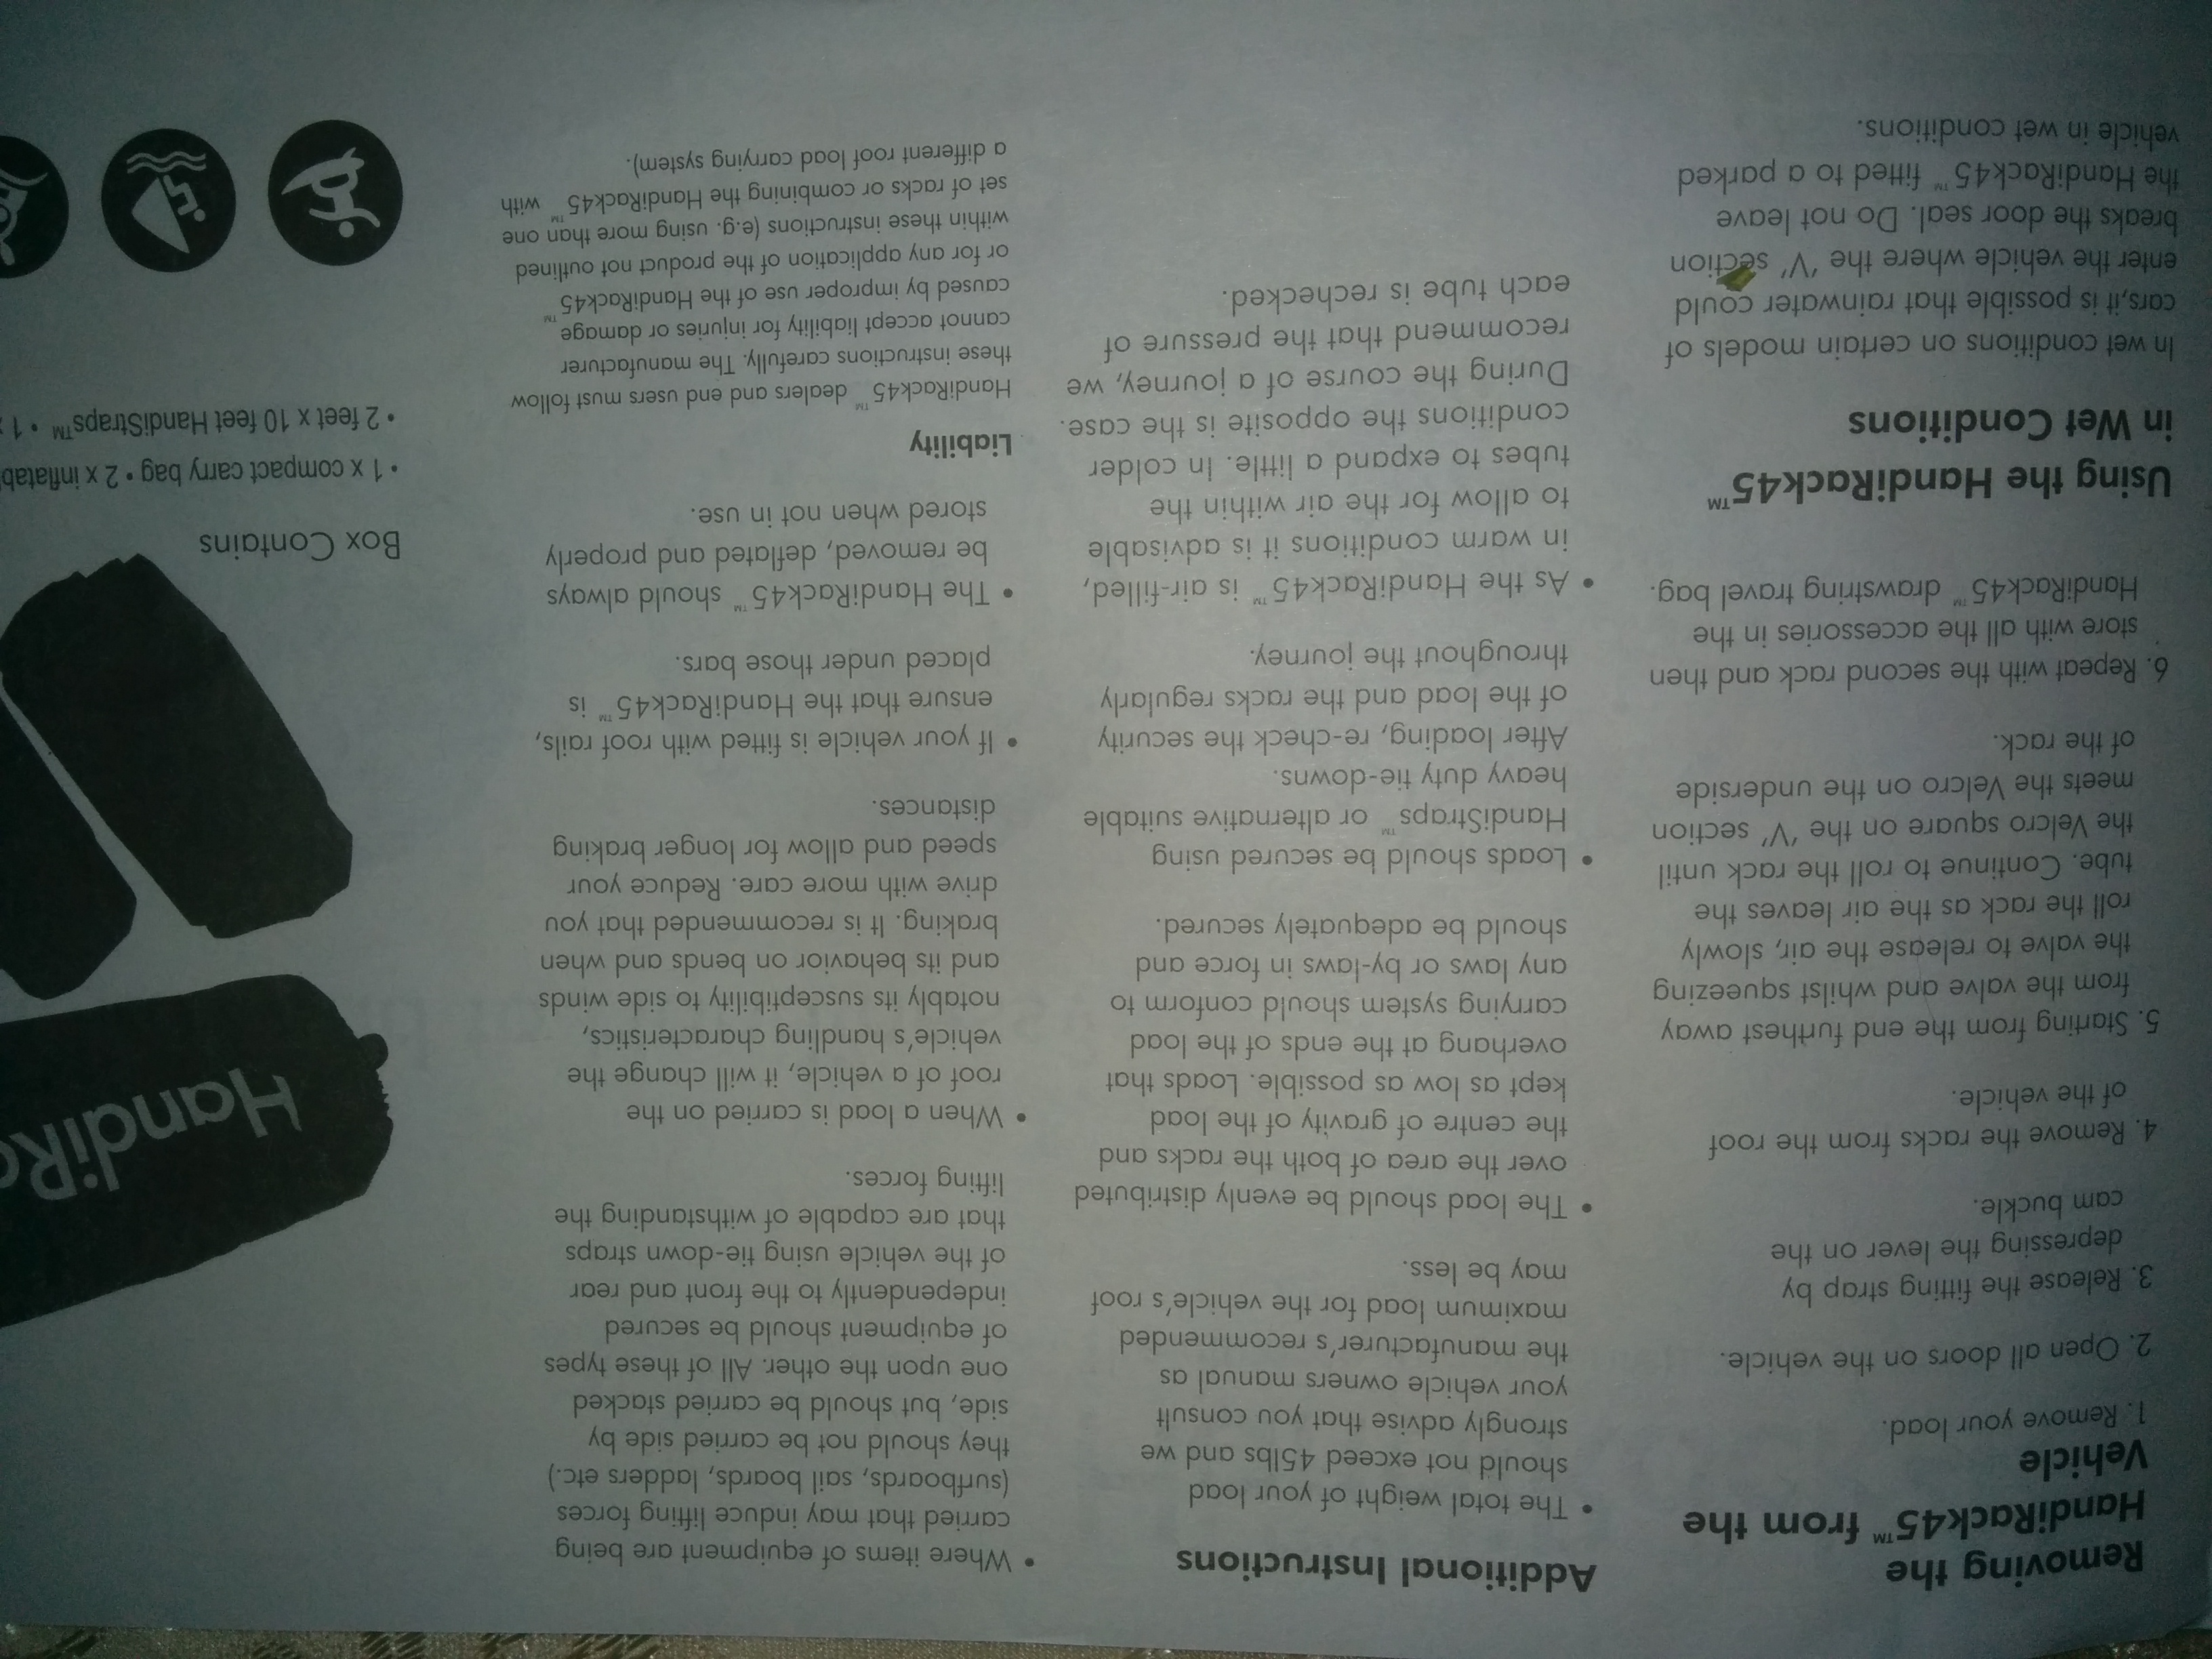 Removing the
HandiRack45™ from the
Vehicle
1. Remove your load.
2. Open all doors on the vehicle.
3. Release the fitting strap by
depressing the lever on the
cam buckle.
4. Remove the racks from the roof
of the vehicle.
5. Starting from the end furthest away
from the valve and whilst squeezing
the valve to release the air, slowly
roll the rack as the air leaves the
tube. Continue to roll the rack until
the Velcro square on the 'V' section
meets the Velcro on the underside
of the rack.
6. Repeat with the second rack and then
store with all the accessories in the
HandiRack45™ drawstring travel bag.
Using the HandiRack45™
in Wet Conditions
In wet conditions on certain models of
cars,it is possible that rainwater could
enter the vehicle where the 'V' section
breaks the door seal. Do not leave
the HandiRack45™ fitted to a parked
vehicle in wet conditions.
Additional Instructions
• The total weight of your load
should not exceed 45lbs and we
strongly advise that you consult
your vehicle owners manual as
the manufacturer's recommended
maximum load for the vehicle's roof
may be less.
• The load should be evenly distributed
over the area of both the racks and
the centre of gravity of the load
kept as low as possible. Loads that
overhang at the ends of the load
carrying system should conform to
any laws or by-laws in force and
should be adequately secured.
• Loads should be secured using
HandiStraps™ or alternative suitable
heavy duty tie-downs.
After loading, re-check the security
of the load and the racks regularly
throughout the journey.
• As the HandiRack45™ is air-filled,
in warm conditions it is advisable
to allow for the air within the
tubes to expand a little. In colder
conditions the opposite is the case.
During the course of a journey, we
recommend that the pressure of
each tube is rechecked.
• Where items of equipment are being
carried that may induce lifting forces
(surfboards, sail boards, ladders etc.)
they should not be carried side by
side, but should be carried stacked
one upon the other. All of these types
of equipment should be secured
independently to the front and rear
of the vehicle using tie-down straps
that are capable of withstanding the
lifting forces.
• When a load is carried on the
roof of a vehicle, it will change the
vehicle's handling characteristics,
notably its susceptibility to side winds
and its behavior on bends and when
braking. It is recommended that you
drive with more care. Reduce your
speed and allow for longer braking
distances.
• If your vehicle is fitted with roof rails,
ensure that the HandiRack45™ is
placed under those bars.
• The HandiRack45™ should always
be removed, deflated and properly
stored when not in use.
Liability
HandiRack45™ dealers and end users must follow
these instructions carefully. The manufacturer
cannot accept liability for injuries or damage
caused by improper use of the HandiRack45™
or for any application of the product not outlined
within these instructions (e.g. using more than one
set of racks or combining the HandiRack45™ with
a different roof load carrying system).
HandiR
Box Contains
• 1 x compact carry bag • 2 x inflatab
• 2 feet x 10 feet HandiStraps™ • 1